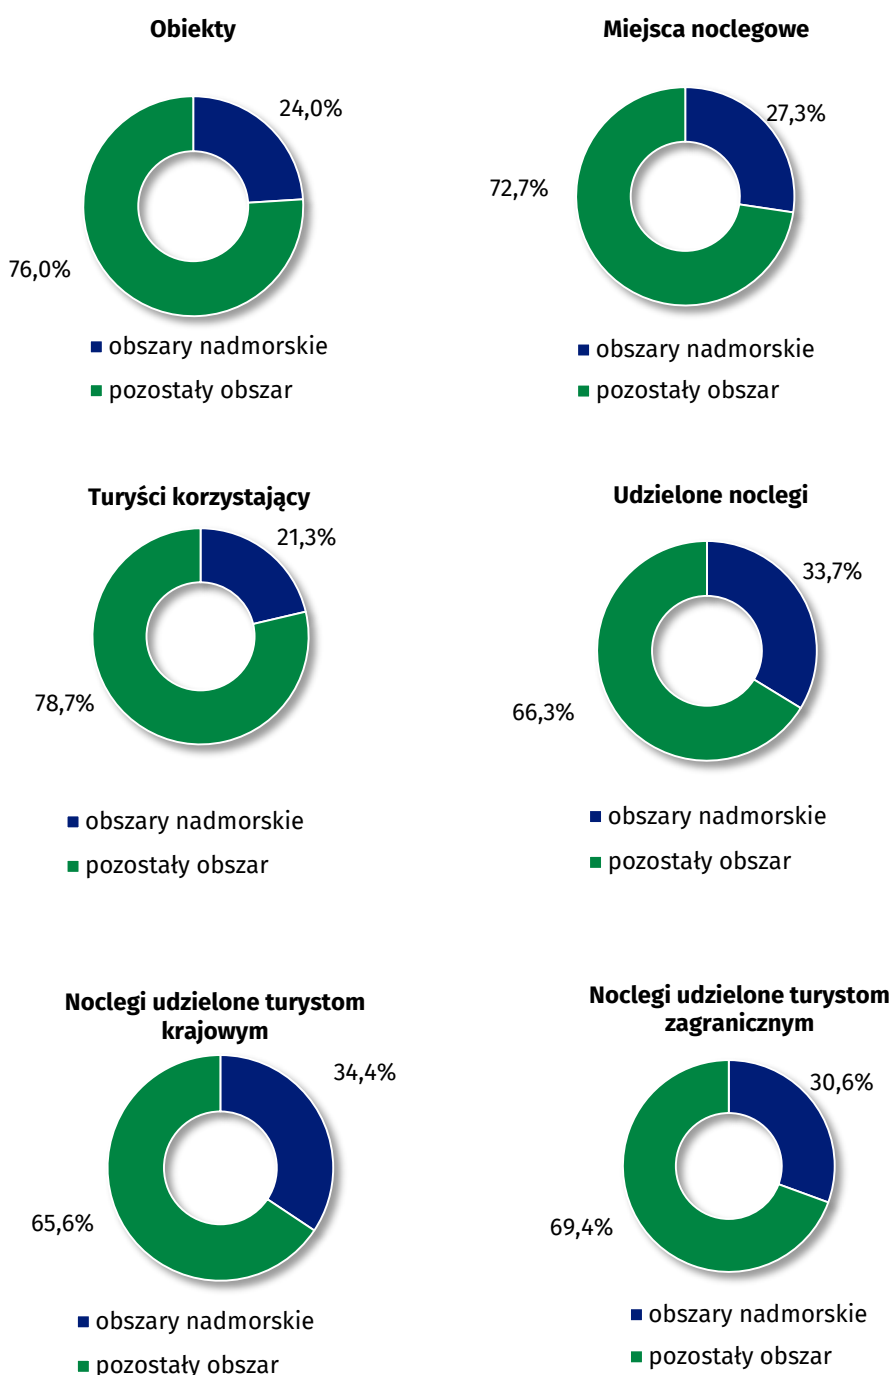 Obiekty
24,0%
76,0%
obszary nadmorskie
pozostały obszar
Miejsca noclegowe
27,3%
72,7%
obszary nadmorskie
pozostały obszar
Turyści korzystający
21,3%
78,7%
obszary nadmorskie
pozostały obszar
Udzielone noclegi
33,7%
66,3%
obszary nadmorskie
pozostały obszar
Noclegi udzielone turystom
krajowym
34,4%
65,6%
obszary nadmorskie
pozostały obszar
Noclegi udzielone turystom
zagranicznym
30,6%
69,4%
obszary nadmorskie
pozostały obszar